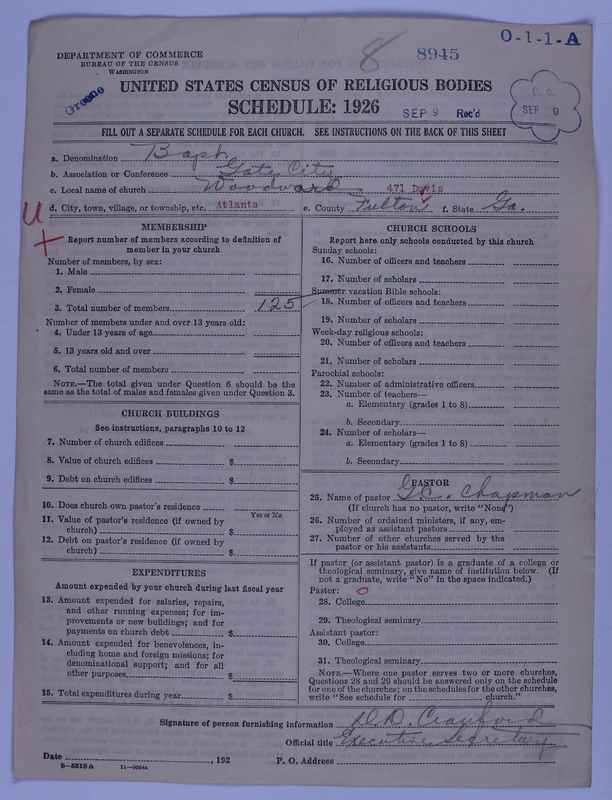 8 8945 O-1-1-A
DEPARTMENT OF COMMERCE
BUREAU OF THE CENSUS
WASHINGTON
Greene
UNITED STATES CENSUS OF RELIGIOUS BODIES
SCHEDULE: 1926
SEP 9 Rec'd
D. C.
SEP 9
FILL OUT A SEPARATE SCHEDULE FOR EACH CHURCH. SEE INSTRUCTIONS ON THE BACK OF THIS SHEET
a. Denomination Bapt
b. Association or Conference Gate City
c. Local name of church Woodward 471 Davis
d. City, town, village, or township, etc. Atlanta e. County Fulton f. State Ga.
U
X
MEMBERSHIP
Report number of members according to definition of
member in your church
Number of members, by sex:
1. Male
2. Female
3. Total number of members 125
Number of members under and over 13 years old:
4. Under 13 years of age
5. 13 years old and over
6. Total number of members
NOTE.—The total given under Question 6 should be the
same as the total of males and females given under Question 3.
CHURCH BUILDINGS
See instructions, paragraphs 10 to 12
7. Number of church edifices
8. Value of church edifices $
9. Debt on church edifices $
10. Does church own pastor's residence
Yes or No
11. Value of pastor's residence (if owned by
church) $
12. Debt on pastor's residence (if owned by
church) $
EXPENDITURES
Amount expended by your church during last fiscal year
13. Amount expended for salaries, repairs,
and other running expenses; for im-
provements or new buildings; and for
payments on church debt $
14. Amount expended for benevolences, in-
cluding home and foreign missions; for
denominational support; and for all
other purposes $
15. Total expenditures during year $
CHURCH SCHOOLS
Report here only schools conducted by this church
Sunday schools:
16. Number of officers and teachers
17. Number of scholars
Summer vacation Bible schools:
18. Number of officers and teachers
19. Number of scholars
Week-day religious schools:
20. Number of officers and teachers
21. Number of scholars
Parochial schools:
22. Number of administrative officers
23. Number of teachers—
a. Elementary (grades 1 to 8)
b. Secondary
24. Number of scholars—
a. Elementary (grades 1 to 8)
b. Secondary
PASTOR
25. Name of pastor G.C. Chapman
(If church has no pastor, write "None")
26. Number of ordained ministers, if any, em-
ployed as assistant pastors
27. Number of other churches served by the
pastor or his assistants
If pastor (or assistant pastor) is a graduate of a college or
theological seminary, give name of institution below. (If
not a graduate, write "No" in the space indicated.)
Pastor: O
28. College
29. Theological seminary
Assistant pastor:
30. College
31. Theological seminary
NOTE.—Where one pastor serves two or more churches,
Questions 28 and 29 should be answered only on the schedule
for one of the churches; on the schedules for the other churches,
write "See schedule for church."
Signature of person furnishing information D.D. Crawford
Official title Executive Secretary
Date , 192 P. O. Address
8—5518a 11—9024a